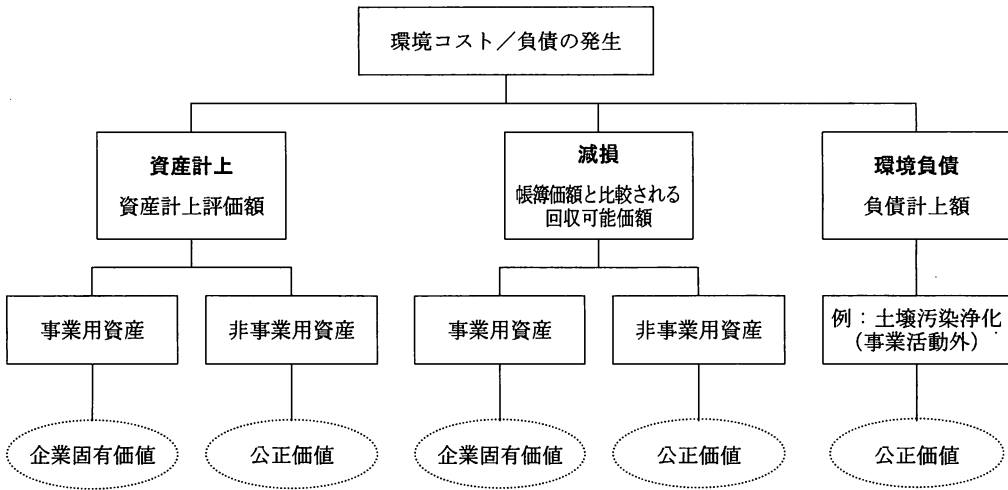 環境コスト／負債の発生
資産計上
資産計上評価額
減損
帳簿価額と比較される
回収可能価額
環境負債
負債計上額
事業用資産
非事業用資産
事業用資産
非事業用資産
例：土壌汚染浄化
（事業活動外）
企業固有価値
公正価値
企業固有価値
公正価値
公正価値